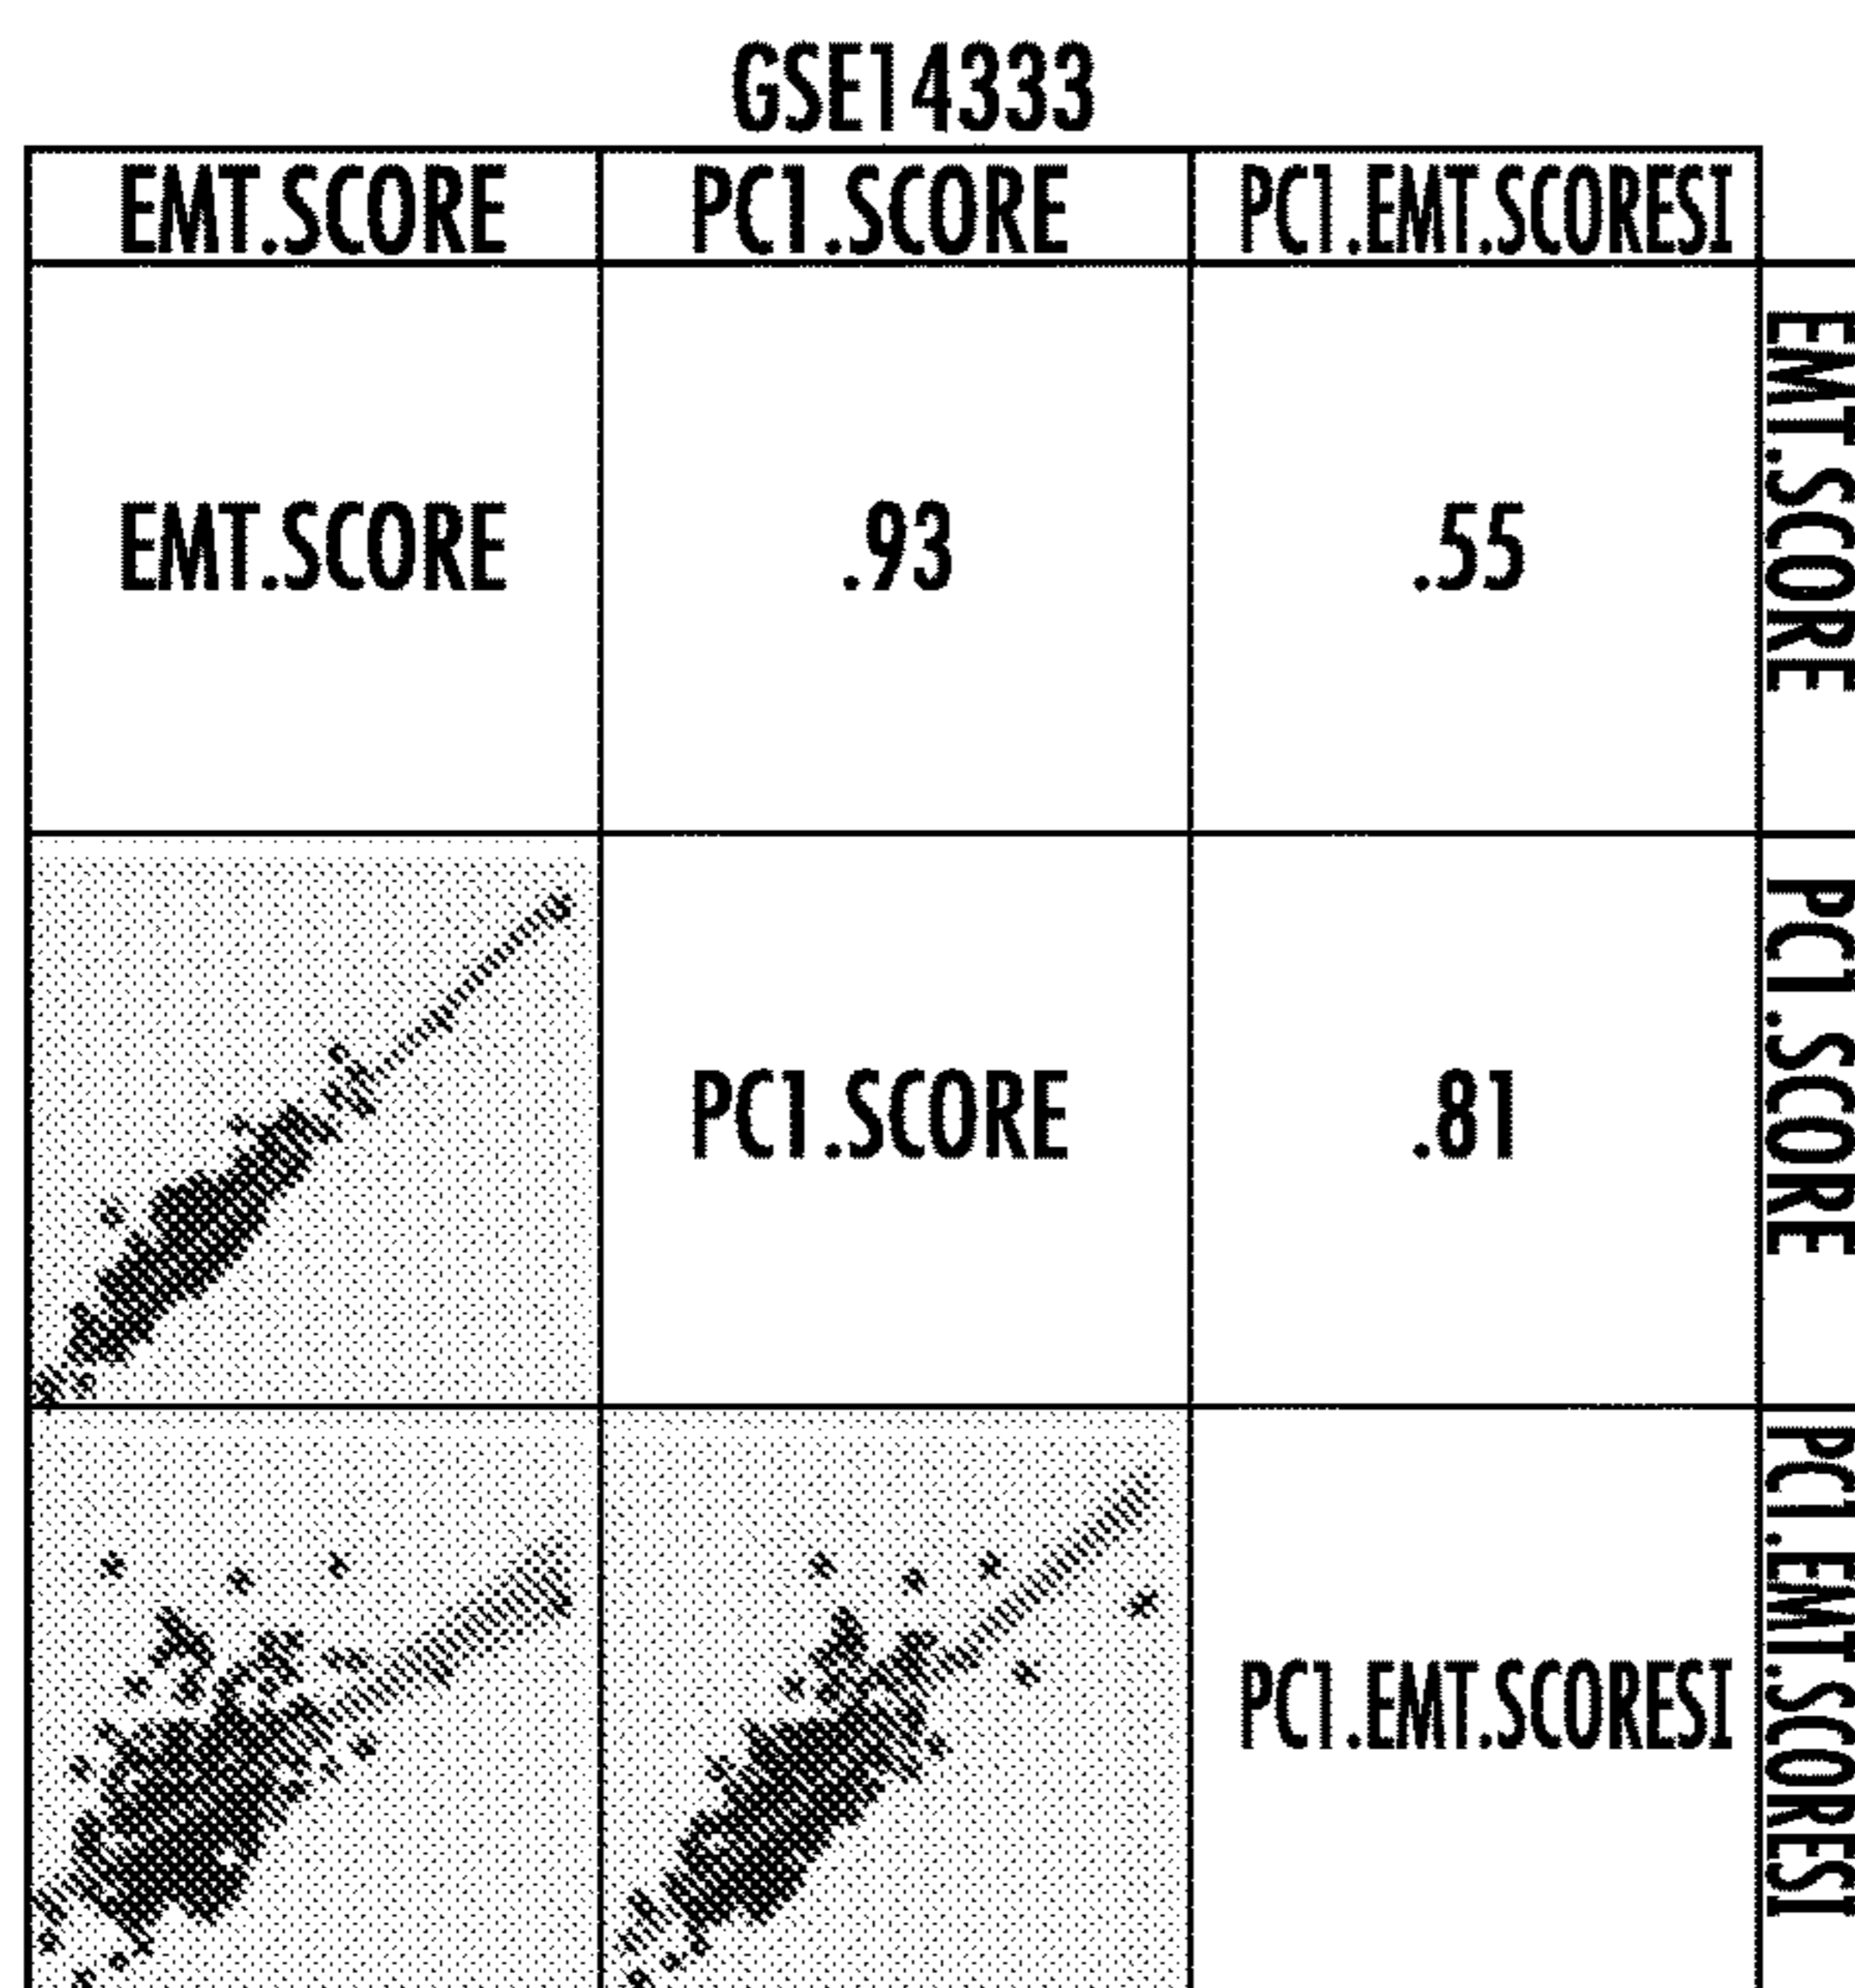 GSE14333
EMT.SCORE PC1.SCORE PC1.EMT.SCORESI
EMT.SCORE .93 .55 EMT.SCORE
PC1.SCORE .81 PC1.SCORE
PC1.EMT.SCORESI PC1.EMT.SCORESI